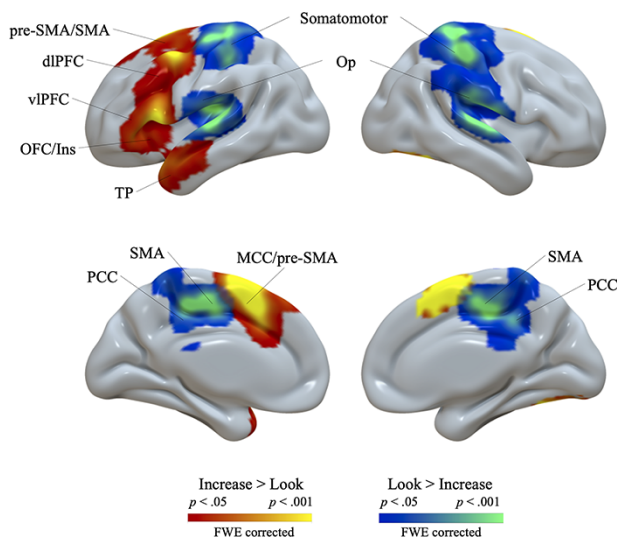 pre-SMA/SMA
Somatomotor
dlPFC
Op
vlPFC
OFC/Ins
TP
SMA
MCC/pre-SMA
SMA
PCC
PCC
Increase > Look
Look > Increase
p < .05 p < .001
p < .05 p < .001
FWE corrected
FWE corrected